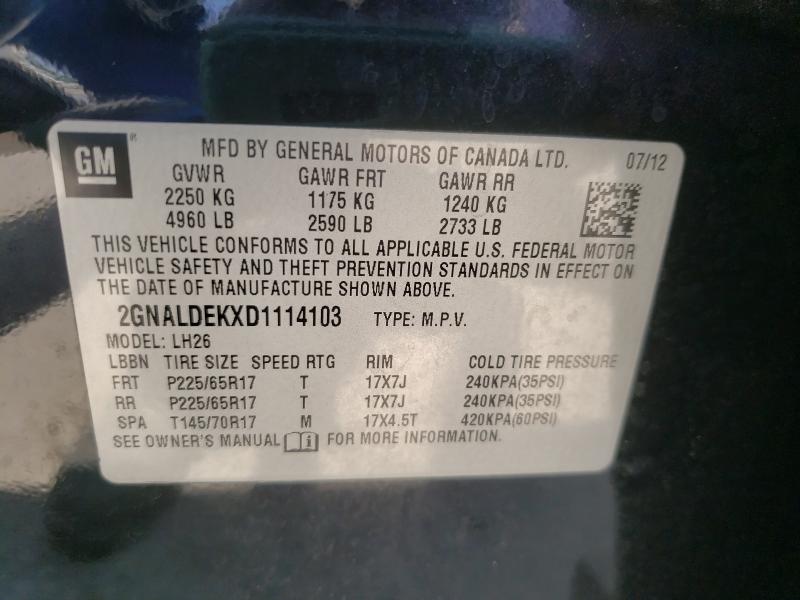 GM® MFD BY GENERAL MOTORS OF CANADA LTD. 07/12
GVWR GAWR FRT GAWR RR
2250 KG 1175 KG 1240 KG
4960 LB 2590 LB 2733 LB
THIS VEHICLE CONFORMS TO ALL APPLICABLE U.S. FEDERAL MOTOR
VEHICLE SAFETY AND THEFT PREVENTION STANDARDS IN EFFECT ON
THE DATE OF MANUFACTURE SHOWN ABOVE.
2GNALDEKXD1114103 TYPE: M.P.V.
MODEL: LH26
LBBN TIRE SIZE SPEED RTG RIM COLD TIRE PRESSURE
FRT P225/65R17 T 17X7J 240KPA(35PSI)
RR P225/65R17 T 17X7J 240KPA(35PSI)
SPA T145/70R17 M 17X4.5T 420KPA(60PSI)
SEE OWNER'S MANUAL i FOR MORE INFORMATION.